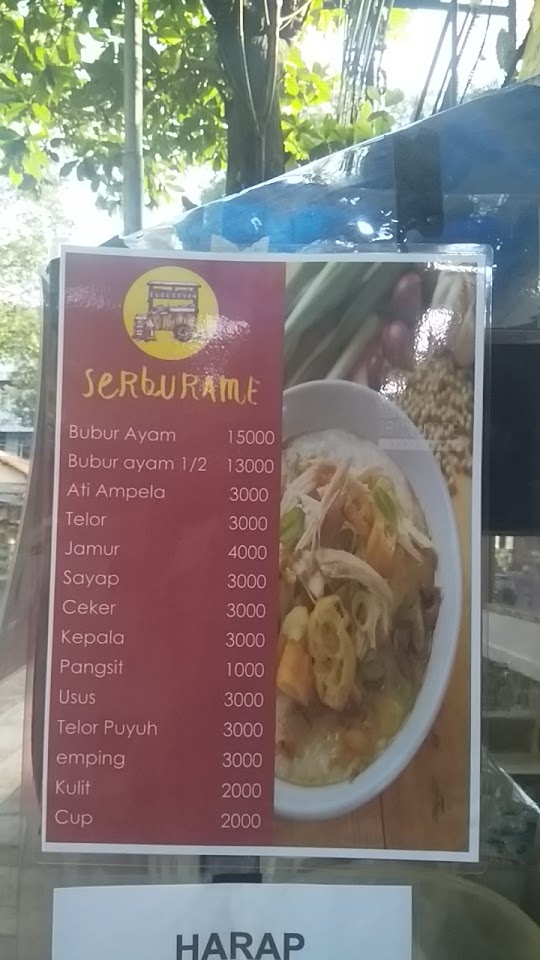 SERBURAME
Bubur Ayam 15000
Bubur ayam 1/2 13000
Ati Ampela 3000
Telor 3000
Jamur 4000
Sayap 3000
Ceker 3000
Kepala 3000
Pangsit 1000
Usus 3000
Telor Puyuh 3000
emping 3000
Kulit 2000
Cup 2000
HARAP